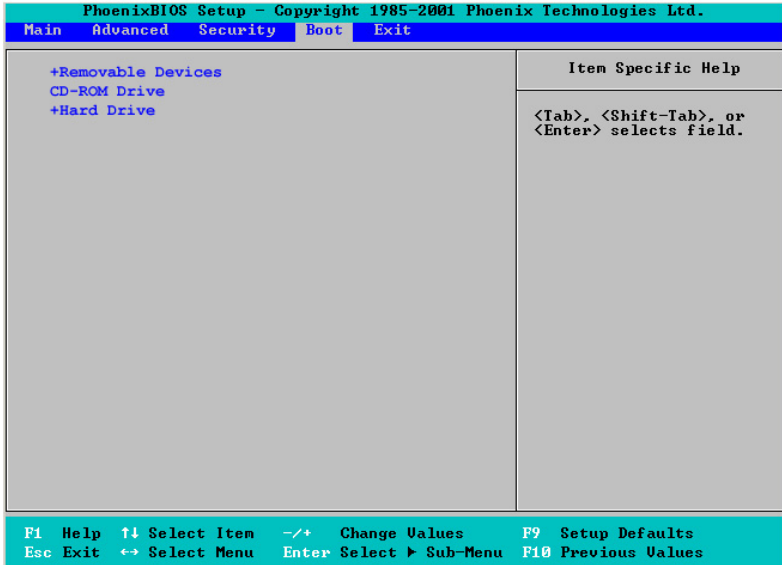 PhoenixBIOS Setup - Copyright 1985-2001 Phoenix Technologies Ltd.
Main Advanced Security Boot Exit
+Removable Devices
CD-ROM Drive
+Hard Drive
Item Specific Help
<Tab>, <Shift-Tab>, or
<Enter> selects field.
F1 Help ↑↓ Select Item -/+ Change Values F9 Setup Defaults
Esc Exit ↔ Select Menu Enter Select ▶ Sub-Menu F10 Previous Values